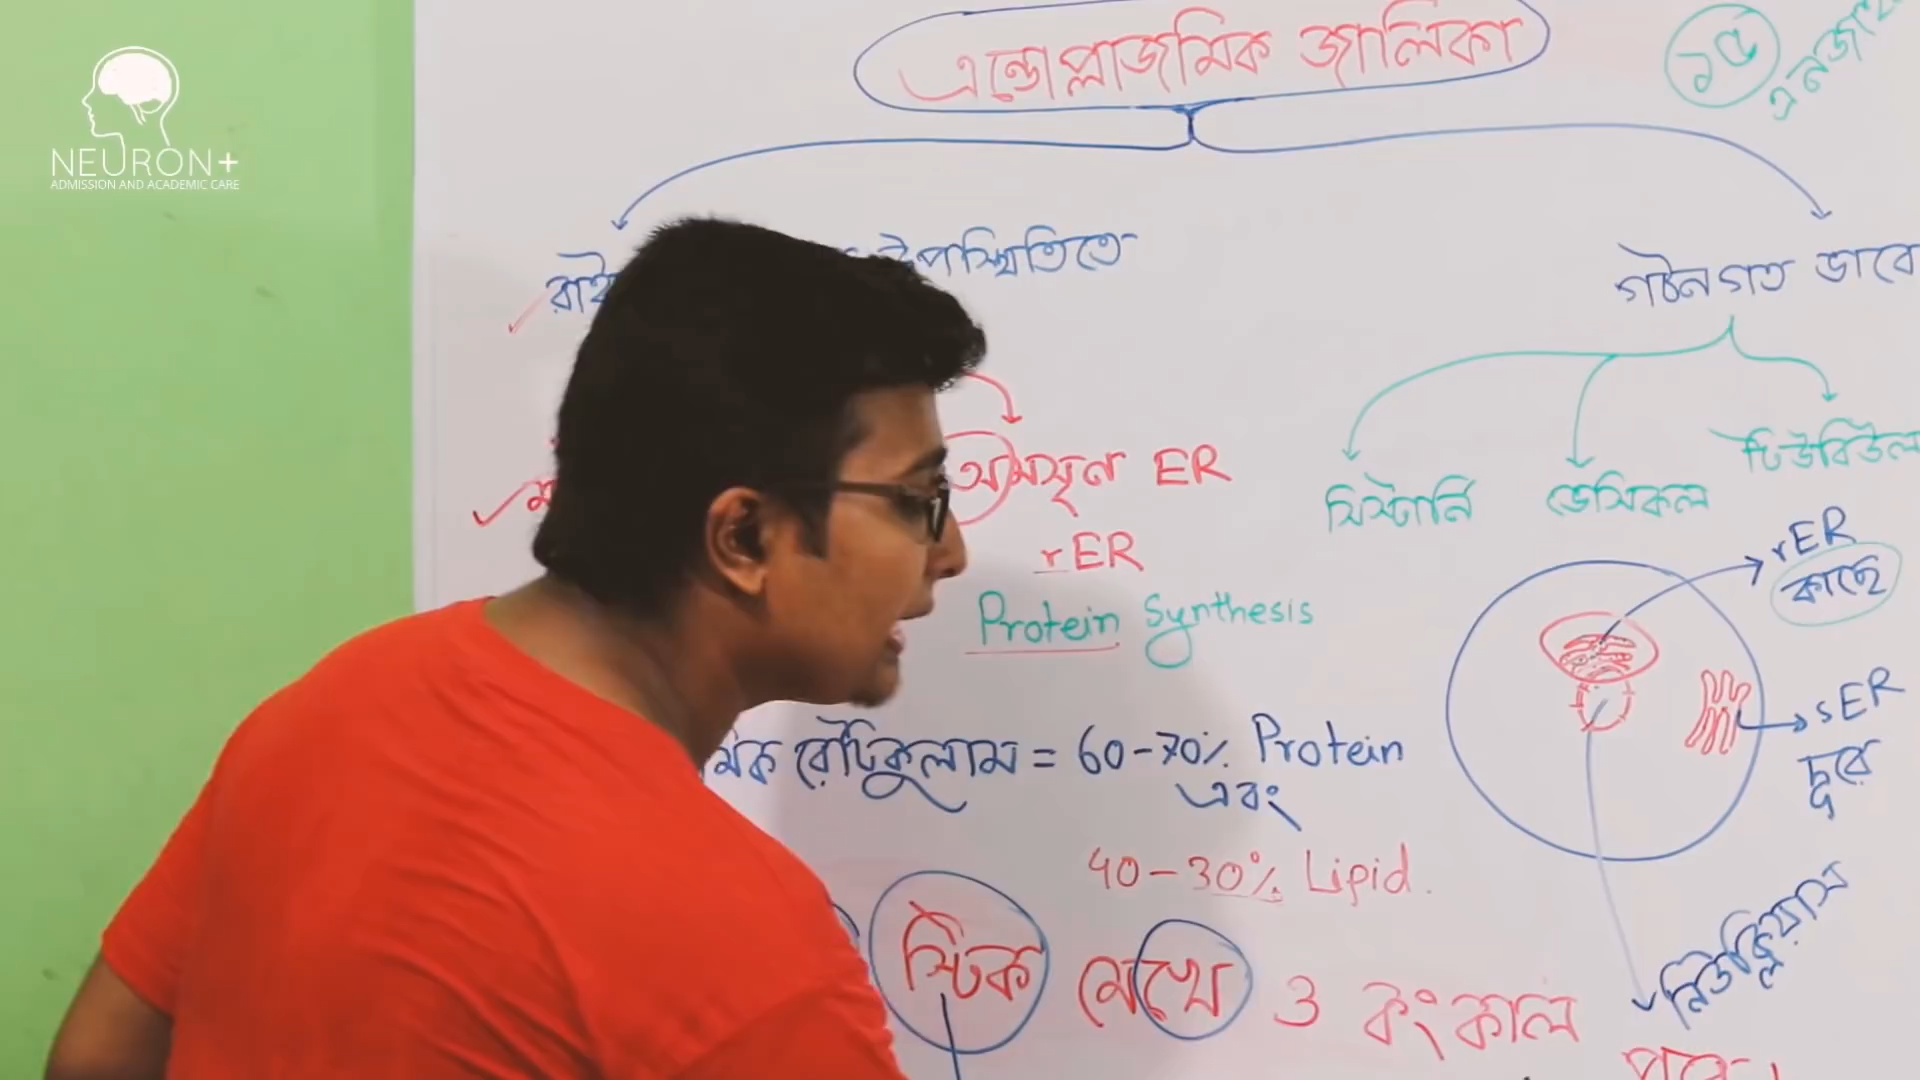 NEURON+
ADMISSION AND ACADEMIC CARE
এন্ডোপ্লাজমিক জালিকা
১৫
উপস্থিতিতে
গঠনগত ভাবে
সিস্টার্নি ভেসিকল টিউবিউল
অমসৃণ ER
rER
Protein Synthesis
rER
কাছে
sER
দূরে
মিক রেটিকুলাম = 60-70% Protein
এবং
40-30% Lipid.
নিউক্লিয়াস
স্টিক মেখে ও কংকাল